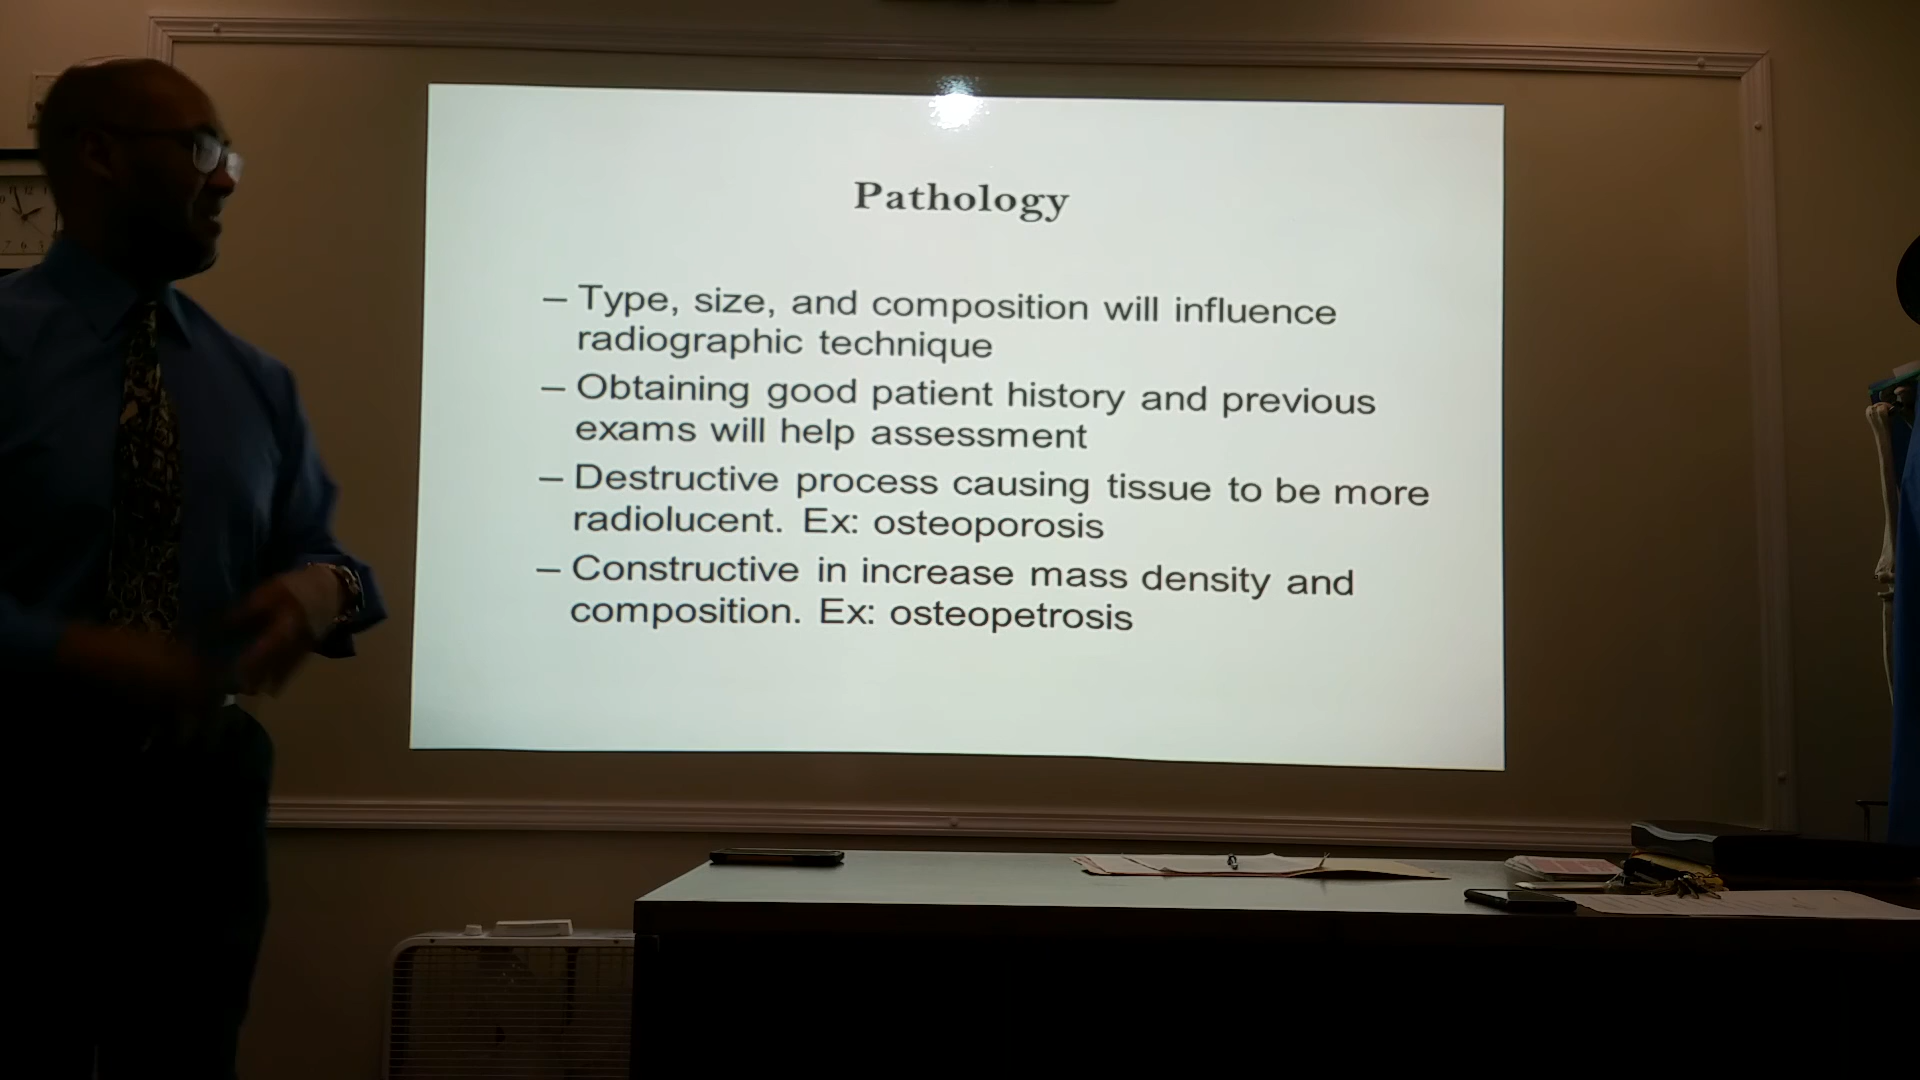 Pathology
– Type, size, and composition will influence
radiographic technique
– Obtaining good patient history and previous
exams will help assessment
– Destructive process causing tissue to be more
radiolucent. Ex: osteoporosis
– Constructive in increase mass density and
composition. Ex: osteopetrosis